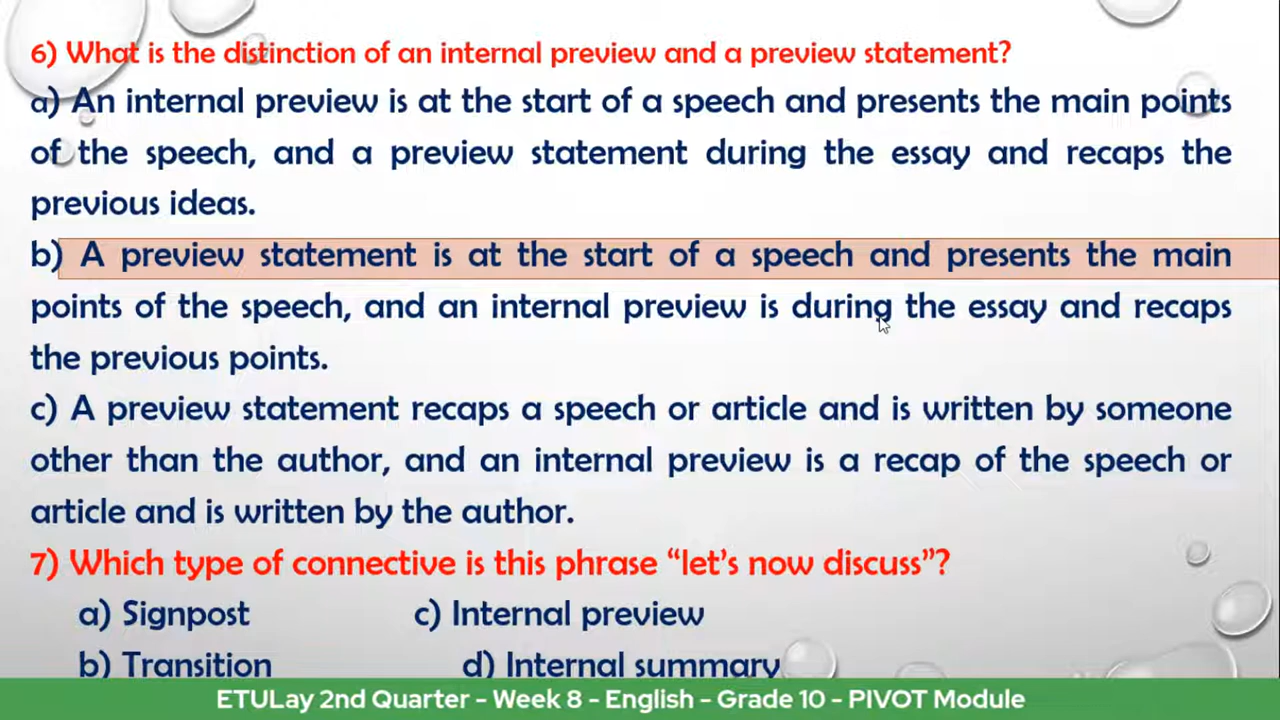 6) What is the distinction of an internal preview and a preview statement?
a) An internal preview is at the start of a speech and presents the main points
of the speech, and a preview statement during the essay and recaps the
previous ideas.
b) A preview statement is at the start of a speech and presents the main
points of the speech, and an internal preview is during the essay and recaps
the previous points.
c) A preview statement recaps a speech or article and is written by someone
other than the author, and an internal preview is a recap of the speech or
article and is written by the author.
7) Which type of connective is this phrase “let’s now discuss”?
a) Signpost c) Internal preview
b) Transition d) Internal summary
ETULay 2nd Quarter - Week 8 - English - Grade 10 - PIVOT Module